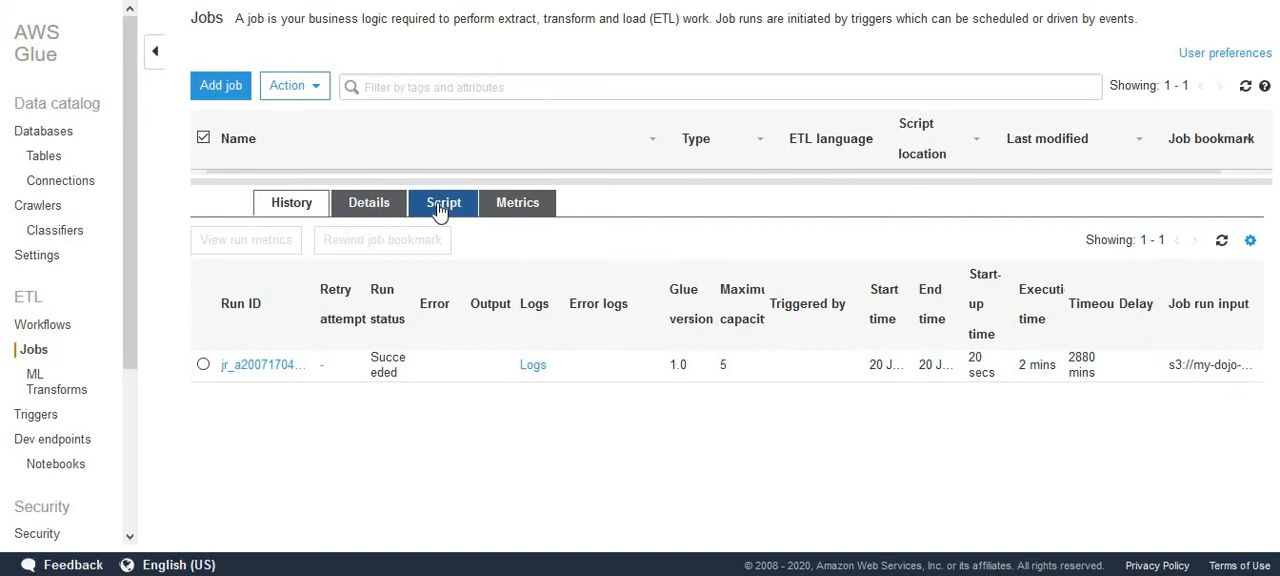 AWS
Glue
Data catalog
Databases
Tables
Connections
Crawlers
Classifiers
Settings
ETL
Workflows
Jobs
ML
Transforms
Triggers
Dev endpoints
Notebooks
Security
Security
Jobs A job is your business logic required to perform extract, transform and load (ETL) work. Job runs are initiated by triggers which can be scheduled or driven by events.
User preferences
Add job Action Filter by tags and attributes Showing: 1 - 1
Name Type ETL language Script location Last modified Job bookmark
History Details Script Metrics
View run metrics Rewind job bookmark Showing: 1 - 1
Run ID Retry attempt Run status Error Output Logs Error logs Glue version Maximu capacit Triggered by Start time End time Start-up time Executi time Timeou Delay Job run input
jr_a20071704... - Succeeded Logs 1.0 5 20 J... 20 J... 20 secs 2 mins 2880 mins s3://my-dojo-...
Feedback English (US) © 2008 - 2020, Amazon Web Services, Inc. or its affiliates. All rights reserved. Privacy Policy Terms of Use